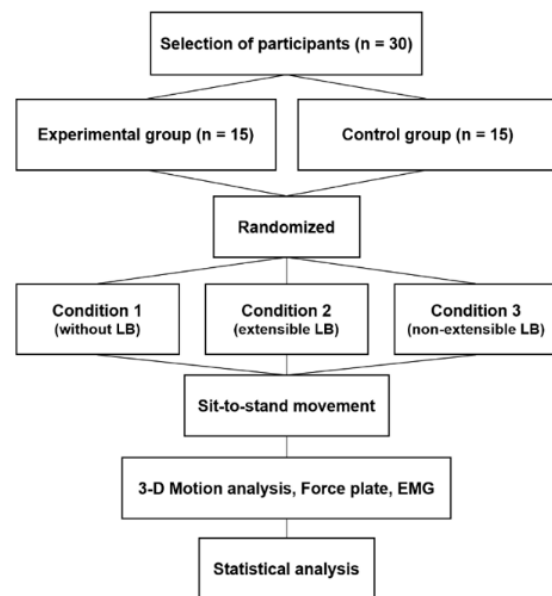 Selection of participants (n = 30)
Experimental group (n = 15)
Control group (n = 15)
Randomized
Condition 1
(without LB)
Condition 2
(extensible LB)
Condition 3
(non-extensible LB)
Sit-to-stand movement
3-D Motion analysis, Force plate, EMG
Statistical analysis